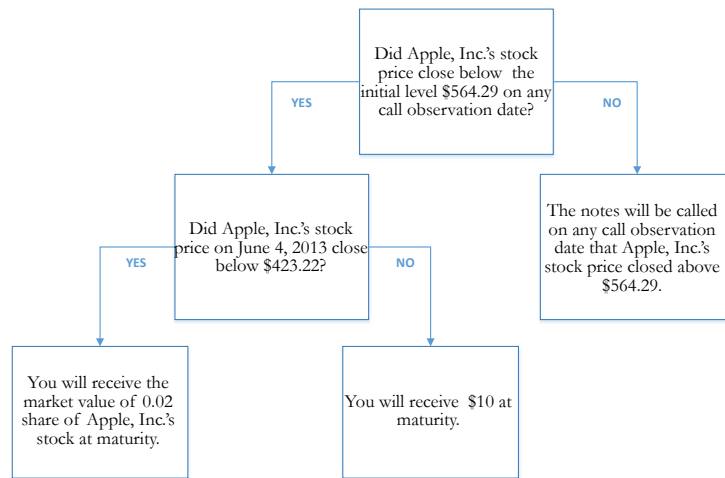 Did Apple, Inc.'s stock
price close below the
initial level $564.29 on any
call observation date?
YES
NO
Did Apple, Inc.'s stock
price on June 4, 2013 close
below $423.22?
The notes will be called
on any call observation
date that Apple, Inc.'s
stock price closed above
$564.29.
YES
NO
You will receive the
market value of 0.02
share of Apple, Inc.'s
stock at maturity.
You will receive $10 at
maturity.